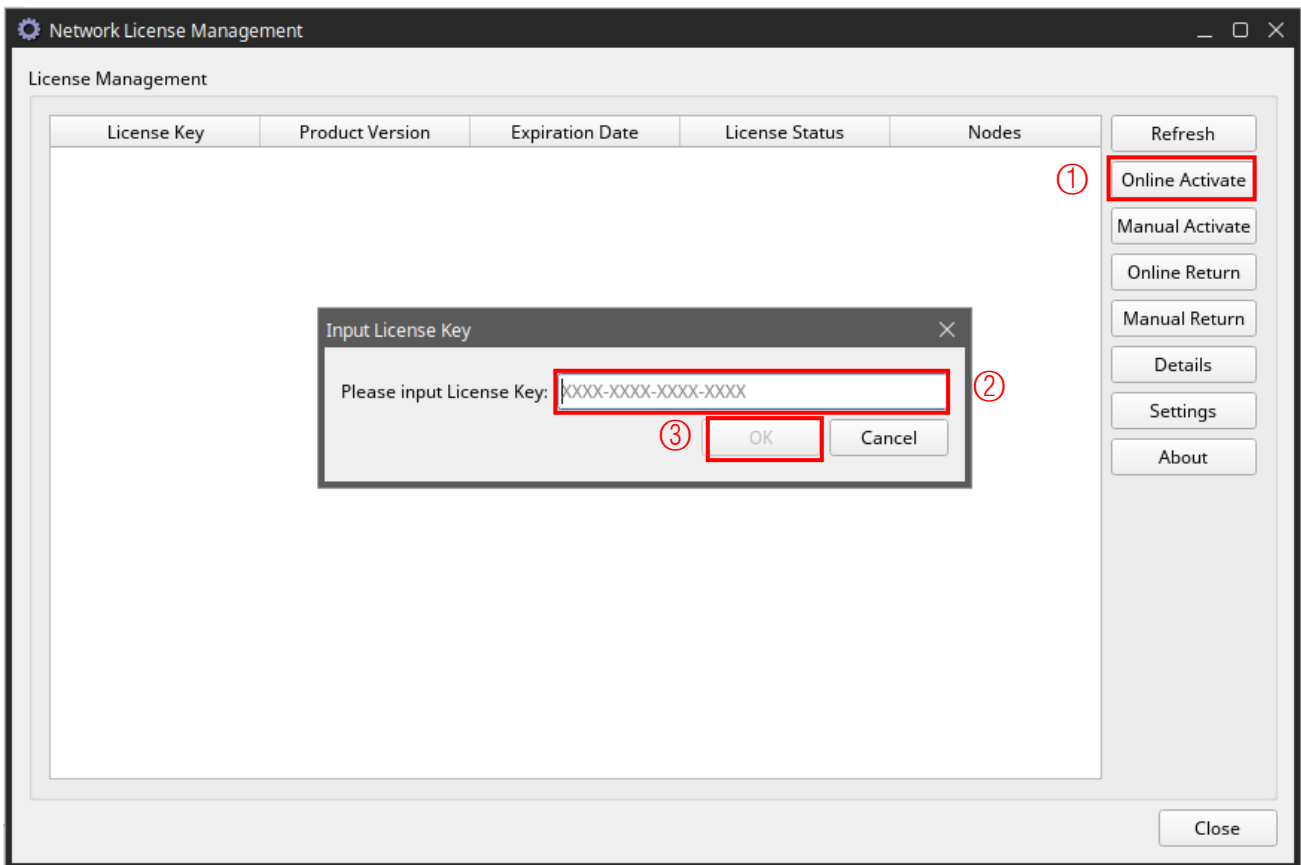 Network License Management
License Management
License Key Product Version Expiration Date License Status Nodes
Refresh
① Online Activate
Manual Activate
Online Return
Manual Return
Details
Settings
About
Input License Key
Please input License Key: XXXX-XXXX-XXXX-XXXX ②
③ OK Cancel
Close